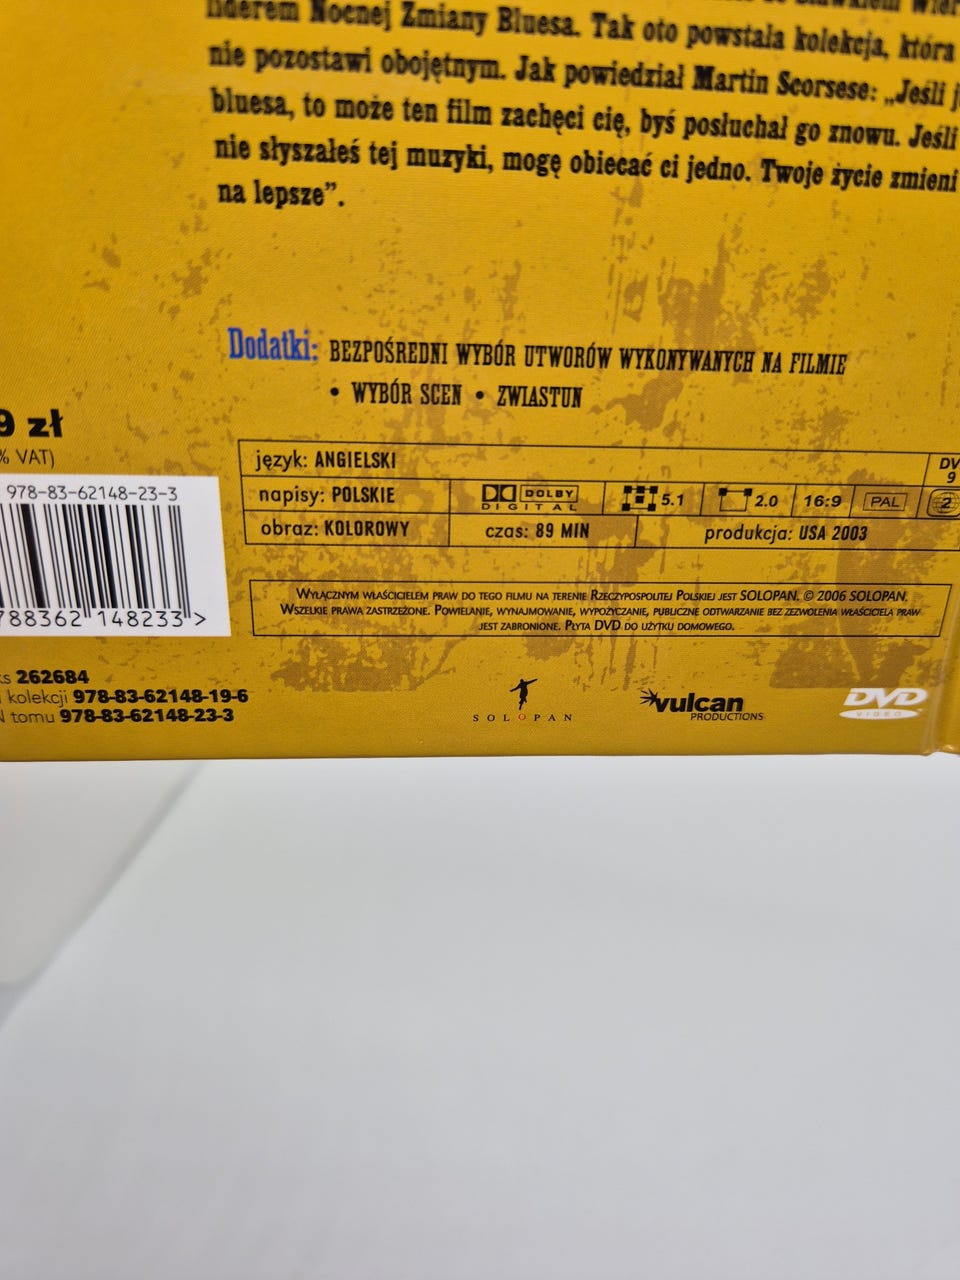 liderem Nocnej Zmiany Bluesa. Tak oto powstała kolekcja, która
nie pozostawi obojętnym. Jak powiedział Martin Scorsese: „Jeśli
bluesa, to może ten film zachęci cię, byś posłuchał go znowu. Jeśli
nie słyszałeś tej muzyki, mogę obiecać ci jedno. Twoje życie zmieni
na lepsze”.
Dodatki: BEZPOŚREDNI WYBÓR UTWORÓW WYKONYWANYCH NA FILMIE
• WYBÓR SCEN • ZWIASTUN
9 zł
% VAT)
978-83-62148-23-3
788362 148233 >
język: ANGIELSKI DV
9
napisy: POLSKIE DOLBY DIGITAL 5.1 2.0 16:9 PAL 2
obraz: KOLOROWY czas: 89 MIN produkcja: USA 2003
WYŁĄCZNYM WŁAŚCICIELEM PRAW DO TEGO FILMU NA TERENIE RZECZYPOSPOLITEJ POLSKIEJ JEST SOLOPAN. © 2006 SOLOPAN.
WSZELKIE PRAWA ZASTRZEŻONE. POWIELANIE, WYNAJMOWANIE, WYPOŻYCZANIE, PUBLICZNE ODTWARZANIE BEZ ZEZWOLENIA WŁAŚCICIELA PRAW
JEST ZABRONIONE. PŁYTA DVD DO UŻYTKU DOMOWEGO.
ks 262684
kolekcji 978-83-62148-19-6
N tomu 978-83-62148-23-3
SOLOPAN
vulcan
PRODUCTIONS
DVD
VIDEO